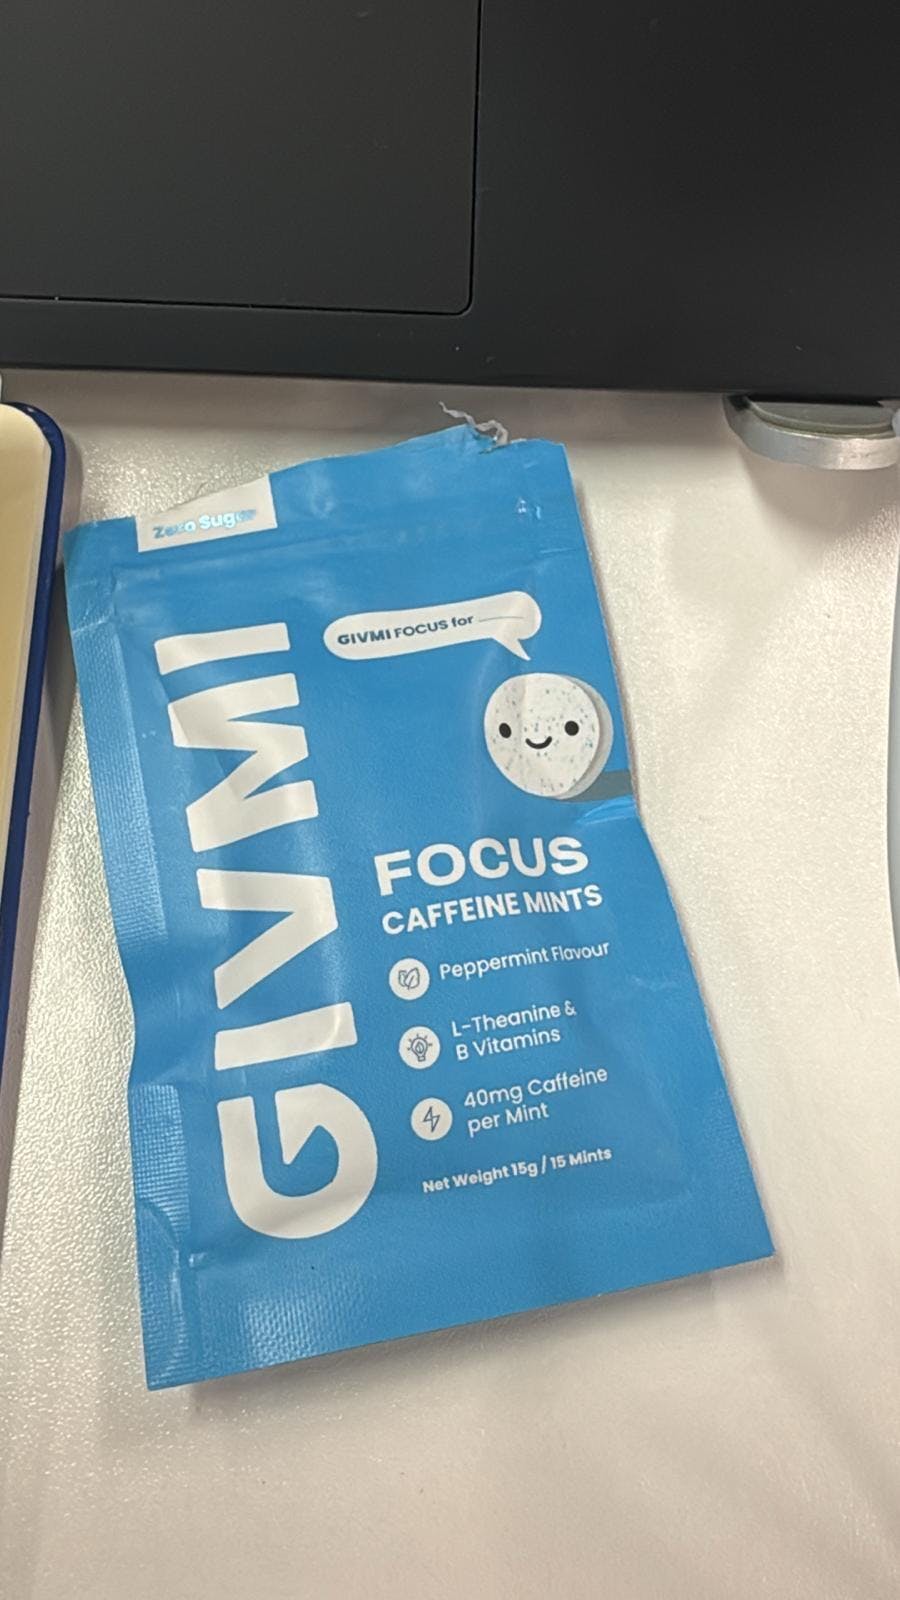 Zero Sugar
GIVMI
GIVMI FOCUS for
FOCUS
CAFFEINE MINTS
Peppermint Flavour
L-Theanine &
B Vitamins
40mg Caffeine
per Mint
Net Weight 15g / 15 Mints